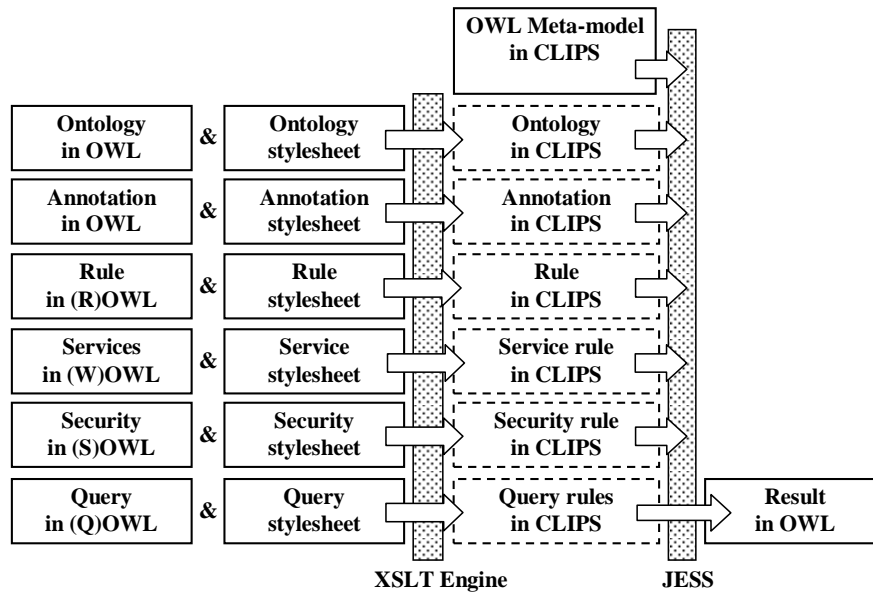 OWL Meta-model
in CLIPS
Ontology
in OWL
&
Ontology
stylesheet
Ontology
in CLIPS
Annotation
in OWL
&
Annotation
stylesheet
Annotation
in CLIPS
Rule
in (R)OWL
&
Rule
stylesheet
Rule
in CLIPS
Services
in (W)OWL
&
Service
stylesheet
Service rule
in CLIPS
Security
in (S)OWL
&
Security
stylesheet
Security rule
in CLIPS
Query
in (Q)OWL
&
Query
stylesheet
Query rules
in CLIPS
Result
in OWL
XSLT Engine
JESS